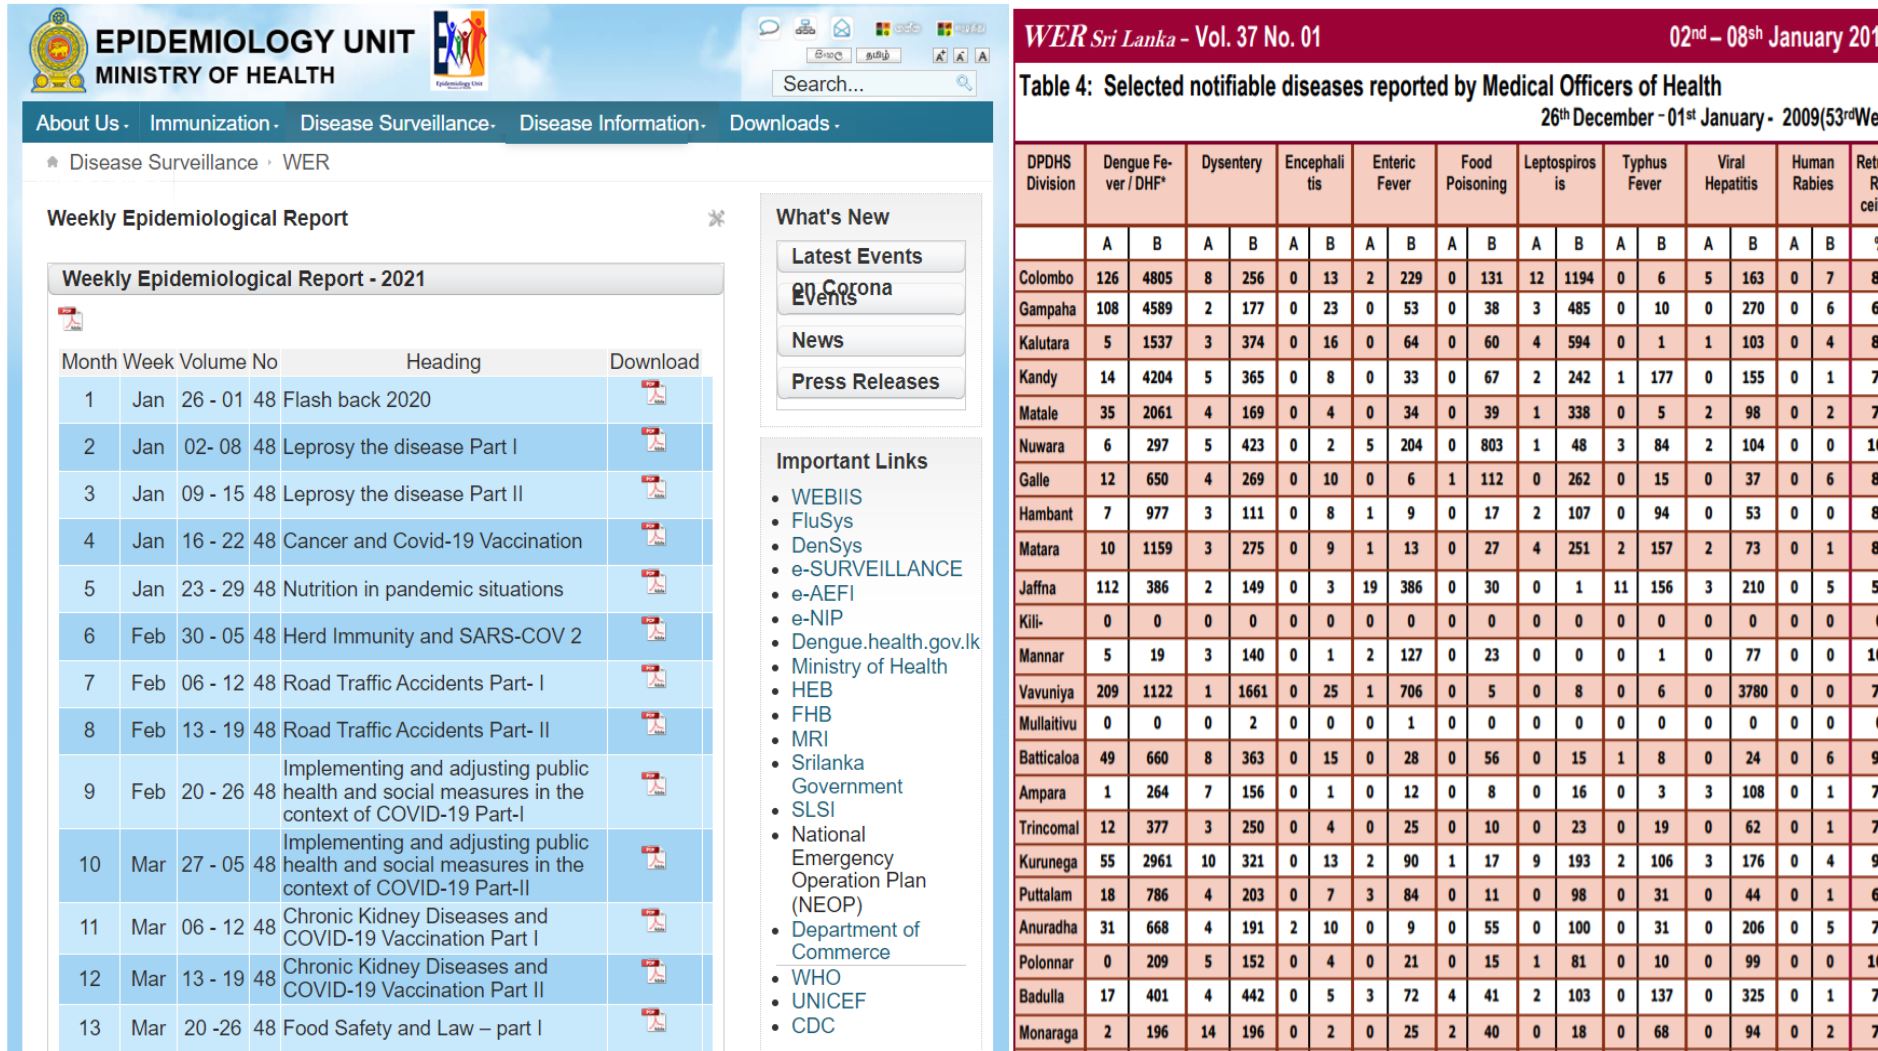 EPIDEMIOLOGY UNIT
MINISTRY OF HEALTH
Epidemiology Unit
සිංහල தமிழ் A+ A- A
Search...
About Us Immunization Disease Surveillance Disease Information Downloads
Disease Surveillance › WER
Weekly Epidemiological Report
Weekly Epidemiological Report - 2021
Month Week Volume No Heading Download
1 Jan 26 - 01 48 Flash back 2020
2 Jan 02- 08 48 Leprosy the disease Part I
3 Jan 09 - 15 48 Leprosy the disease Part II
4 Jan 16 - 22 48 Cancer and Covid-19 Vaccination
5 Jan 23 - 29 48 Nutrition in pandemic situations
6 Feb 30 - 05 48 Herd Immunity and SARS-COV 2
7 Feb 06 - 12 48 Road Traffic Accidents Part- I
8 Feb 13 - 19 48 Road Traffic Accidents Part- II
Implementing and adjusting public
9 Feb 20 - 26 48 health and social measures in the
context of COVID-19 Part-I
Implementing and adjusting public
10 Mar 27 - 05 48 health and social measures in the
context of COVID-19 Part-II
11 Mar 06 - 12 48 Chronic Kidney Diseases and
COVID-19 Vaccination Part I
12 Mar 13 - 19 48 Chronic Kidney Diseases and
COVID-19 Vaccination Part II
13 Mar 20 -26 48 Food Safety and Law – part I
What's New
Latest Events
on Corona
Events
News
Press Releases
Important Links
WEBIIS
FluSys
DenSys
e-SURVEILLANCE
e-AEFI
e-NIP
Dengue.health.gov.lk
Ministry of Health
HEB
FHB
MRI
Srilanka
Government
SLSI
National
Emergency
Operation Plan
(NEOP)
Department of
Commerce
WHO
UNICEF
CDC
WER Sri Lanka - Vol. 37 No. 01 02nd – 08sh January 201
Table 4: Selected notifiable diseases reported by Medical Officers of Health
26th December - 01st January - 2009(53rdWe
DPDHS Dengue Fe- Dysentery Encephali Enteric Food Leptospiros Typhus Viral Human Ret
Division ver / DHF* tis Fever Poisoning is Fever Hepatitis Rabies R
cei
A B A B A B A B A B A B A B A B A B %
Colombo 126 4805 8 256 0 13 2 229 0 131 12 1194 0 6 5 163 0 7 8
Gampaha 108 4589 2 177 0 23 0 53 0 38 3 485 0 10 0 270 0 6 6
Kalutara 5 1537 3 374 0 16 0 64 0 60 4 594 0 1 1 103 0 4 8
Kandy 14 4204 5 365 0 8 0 33 0 67 2 242 1 177 0 155 0 1 7
Matale 35 2061 4 169 0 4 0 34 0 39 1 338 0 5 2 98 0 2 7
Nuwara 6 297 5 423 0 2 5 204 0 803 1 48 3 84 2 104 0 0 10
Galle 12 650 4 269 0 10 0 6 1 112 0 262 0 15 0 37 0 6 8
Hambant 7 977 3 111 0 8 1 9 0 17 2 107 0 94 0 53 0 0 8
Matara 10 1159 3 275 0 9 1 13 0 27 4 251 2 157 2 73 0 1 8
Jaffna 112 386 2 149 0 3 19 386 0 30 0 1 11 156 3 210 0 5 5
Kili- 0 0 0 0 0 0 0 0 0 0 0 0 0 0 0 0 0 0
Mannar 5 19 3 140 0 1 2 127 0 23 0 0 0 1 0 77 0 0 10
Vavuniya 209 1122 1 1661 0 25 1 706 0 5 0 8 0 6 0 3780 0 0 7
Mullaitivu 0 0 0 2 0 0 0 1 0 0 0 0 0 0 0 0 0 0
Batticaloa 49 660 8 363 0 15 0 28 0 56 0 15 1 8 0 24 0 6 9
Ampara 1 264 7 156 0 1 0 12 0 8 0 16 0 3 3 108 0 1 7
Trincomal 12 377 3 250 0 4 0 25 0 10 0 23 0 19 0 62 0 1 7
Kurunega 55 2961 10 321 0 13 2 90 1 17 9 193 2 106 3 176 0 4 9
Puttalam 18 786 4 203 0 7 3 84 0 11 0 98 0 31 0 44 0 1 6
Anuradha 31 668 4 191 2 10 0 9 0 55 0 100 0 31 0 206 0 5 7
Polonnar 0 209 5 152 0 4 0 21 0 15 1 81 0 10 0 99 0 0 10
Badulla 17 401 4 442 0 5 3 72 4 41 2 103 0 137 0 325 0 1 7
Monaraga 2 196 14 196 0 2 0 25 2 40 0 18 0 68 0 94 0 2 7